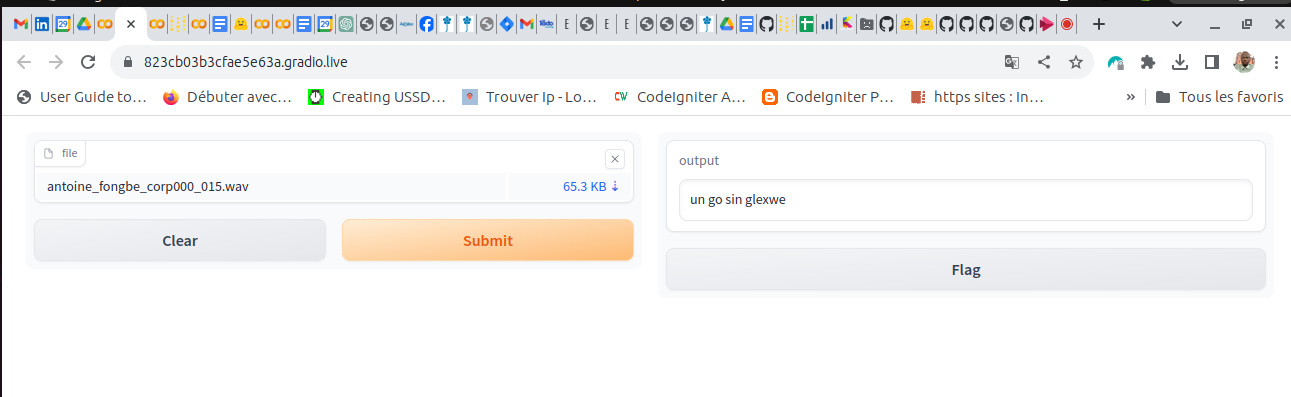 823cb03b3cfae5e63a.gradio.live
User Guide to... Débuter avec... Creating USSD... Trouver Ip - Lo... CodeIgniter A... CodeIgniter P... https sites : In... » Tous les favoris
file
antoine_fongbe_corp000_015.wav 65.3 KB ⇣
Clear Submit
output
un go sin glexwe
Flag